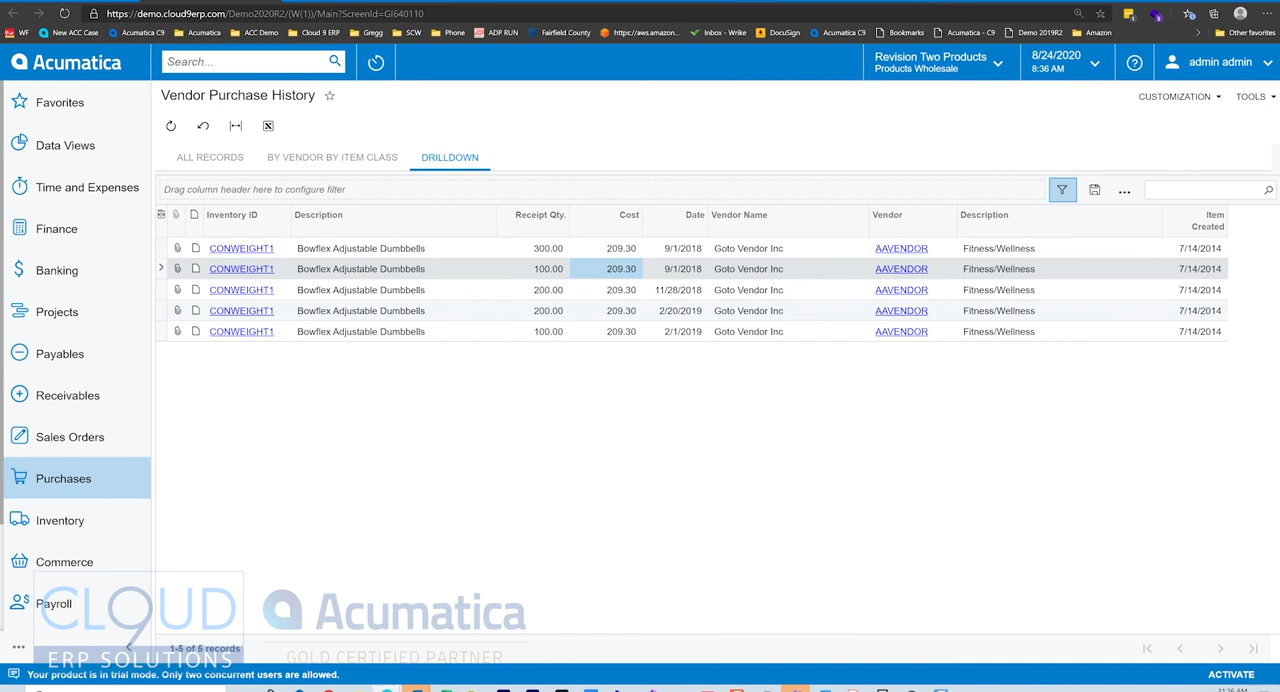 https://demo.cloud9erp.com/Demo2020R2/(W(1))/Main?ScreenId=GI640110
WF New ACC Case Acumatica C9 Acumatica ACC Demo Cloud 9 ERP Gregg SCW Phone ADP RUN Fairfield County https://aws.amazon... Inbox - Wrike DocuSign Acumatica C9 Bookmarks Acumatica - C9 Demo 2019R2 Amazon Other favorites
Acumatica
Search...
Revision Two Products
Products Wholesale
8/24/2020
8:36 AM
admin admin
Favorites
Data Views
Time and Expenses
Finance
Banking
Projects
Payables
Receivables
Sales Orders
Purchases
Inventory
Commerce
Payroll
Vendor Purchase History
CUSTOMIZATION TOOLS
ALL RECORDS BY VENDOR BY ITEM CLASS DRILLDOWN
Drag column header here to configure filter
Inventory ID Description Receipt Qty. Cost Date Vendor Name Vendor Description Item Created
CONWEIGHT1 Bowflex Adjustable Dumbbells 300.00 209.30 9/1/2018 Goto Vendor Inc AAVENDOR Fitness/Wellness 7/14/2014
CONWEIGHT1 Bowflex Adjustable Dumbbells 100.00 209.30 9/1/2018 Goto Vendor Inc AAVENDOR Fitness/Wellness 7/14/2014
CONWEIGHT1 Bowflex Adjustable Dumbbells 200.00 209.30 11/28/2018 Goto Vendor Inc AAVENDOR Fitness/Wellness 7/14/2014
CONWEIGHT1 Bowflex Adjustable Dumbbells 200.00 209.30 2/20/2019 Goto Vendor Inc AAVENDOR Fitness/Wellness 7/14/2014
CONWEIGHT1 Bowflex Adjustable Dumbbells 100.00 209.30 2/1/2019 Goto Vendor Inc AAVENDOR Fitness/Wellness 7/14/2014
CL9UD
ERP SOLUTIONS
Acumatica
GOLD CERTIFIED PARTNER
1-5 of 5 records
Your product is in trial mode. Only two concurrent users are allowed.
ACTIVATE
11:36 AM